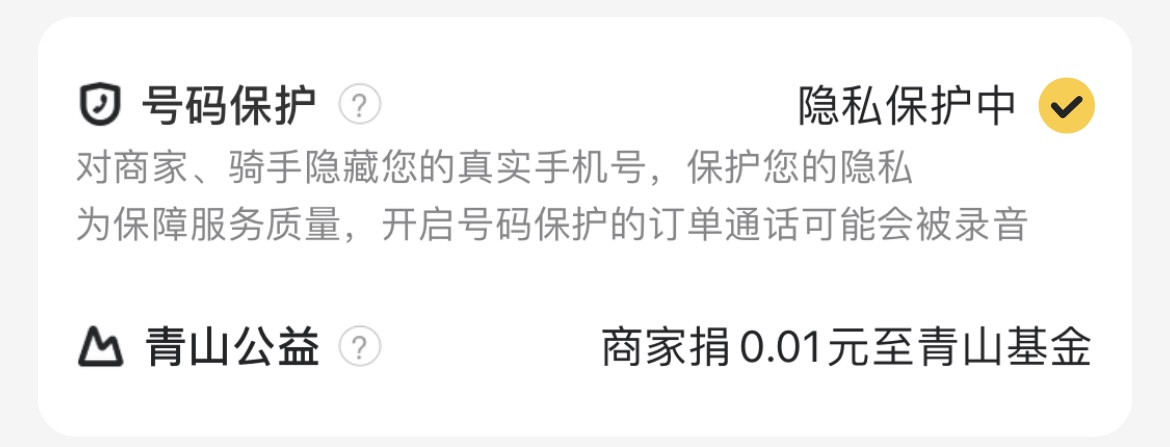 号码保护 ? 隐私保护中
对商家、骑手隐藏您的真实手机号，保护您的隐私
为保障服务质量，开启号码保护的订单通话可能会被录音
青山公益 ? 商家捐0.01元至青山基金